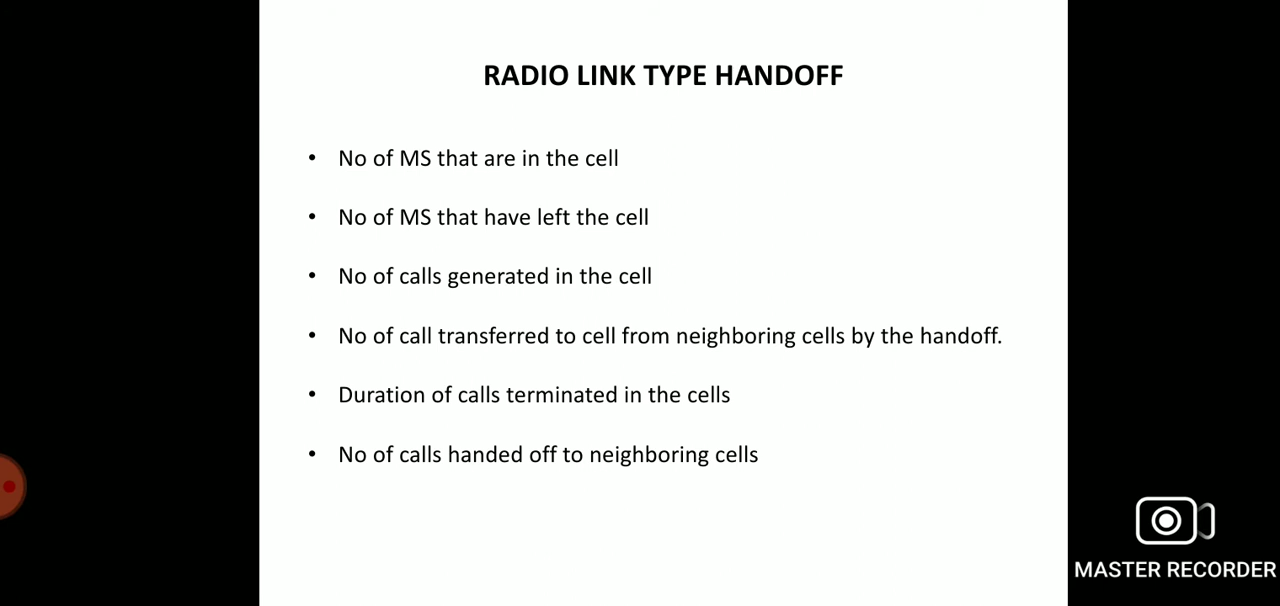 RADIO LINK TYPE HANDOFF
• No of MS that are in the cell
• No of MS that have left the cell
• No of calls generated in the cell
• No of call transferred to cell from neighboring cells by the handoff.
• Duration of calls terminated in the cells
• No of calls handed off to neighboring cells
MASTER RECORDER